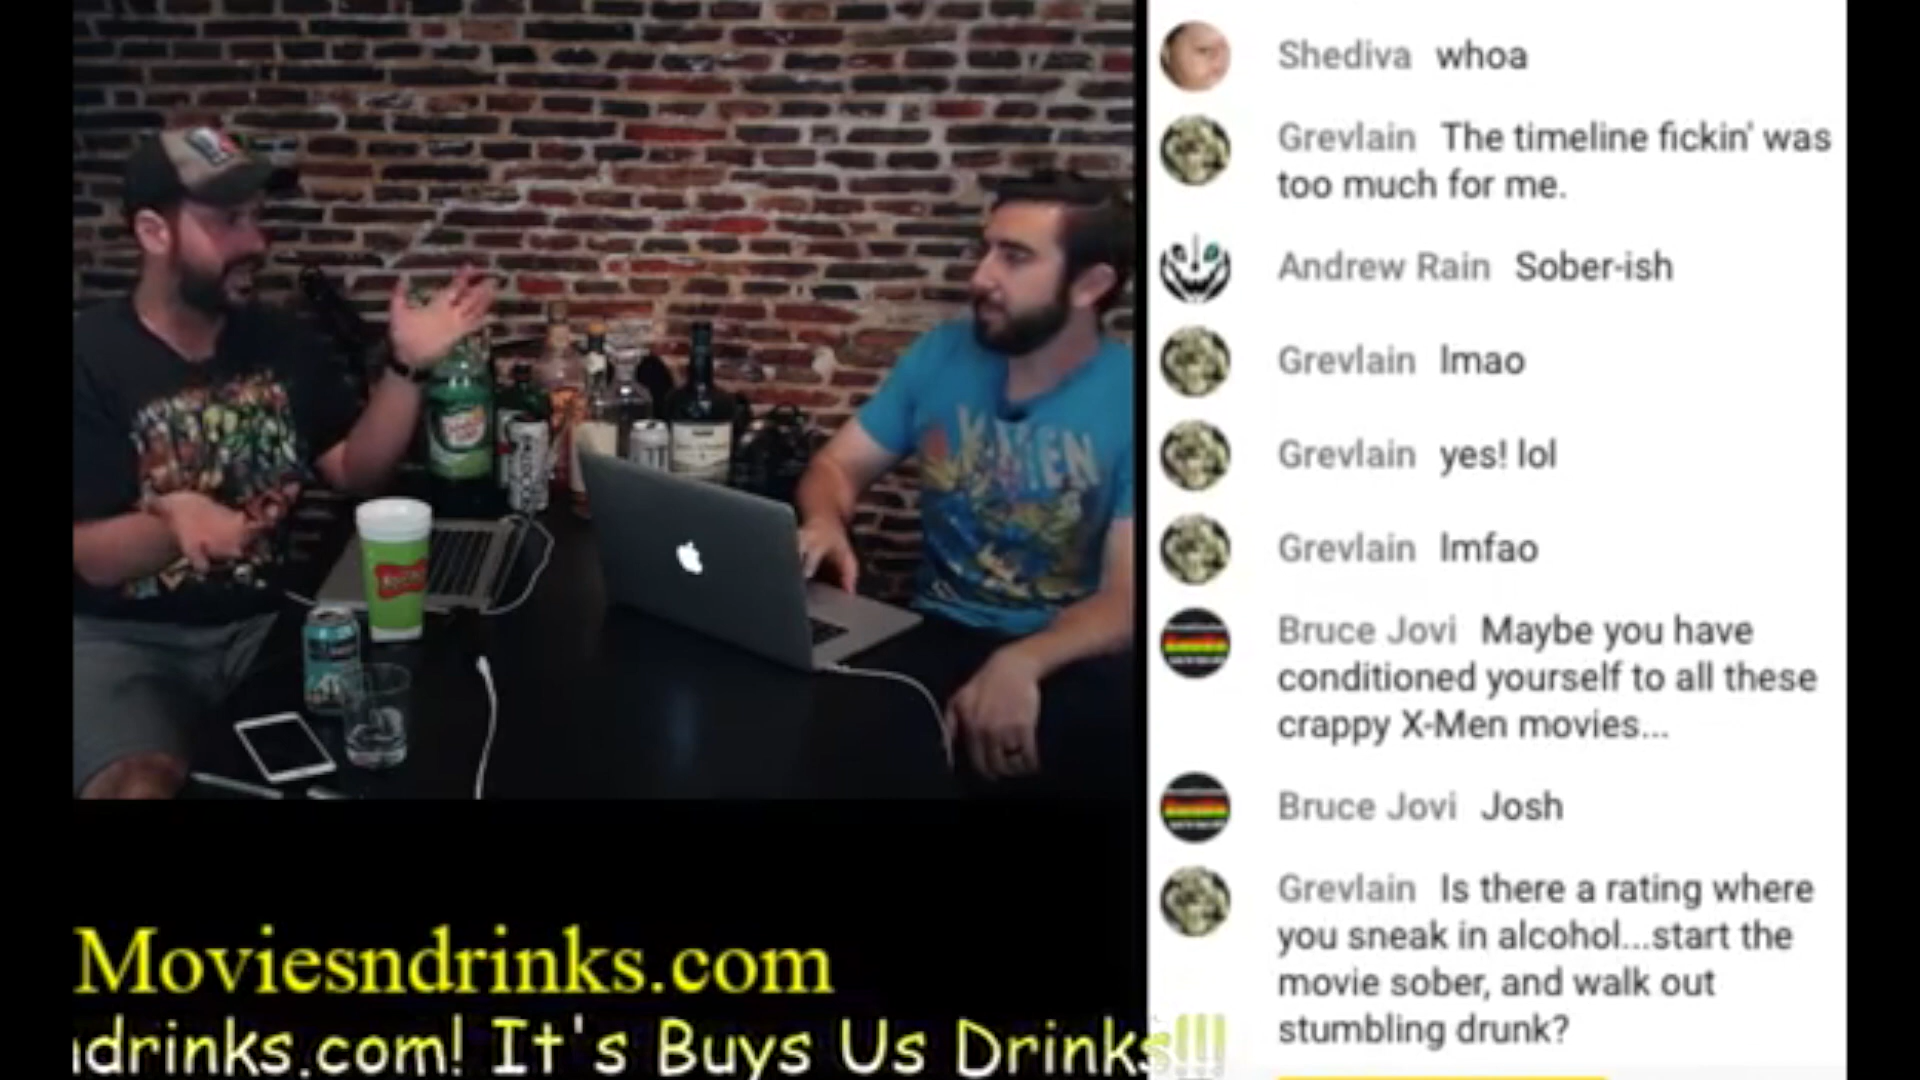 Shediva whoa
Grevlain The timeline fickin' was
too much for me.
Andrew Rain Sober-ish
Grevlain lmao
Grevlain yes! lol
Grevlain lmfao
Bruce Jovi Maybe you have
conditioned yourself to all these
crappy X-Men movies...
Bruce Jovi Josh
Grevlain Is there a rating where
you sneak in alcohol...start the
movie sober, and walk out
stumbling drunk?
X-MEN
Moviesndrinks.com
drinks.com! It's Buys Us Drinks!!!